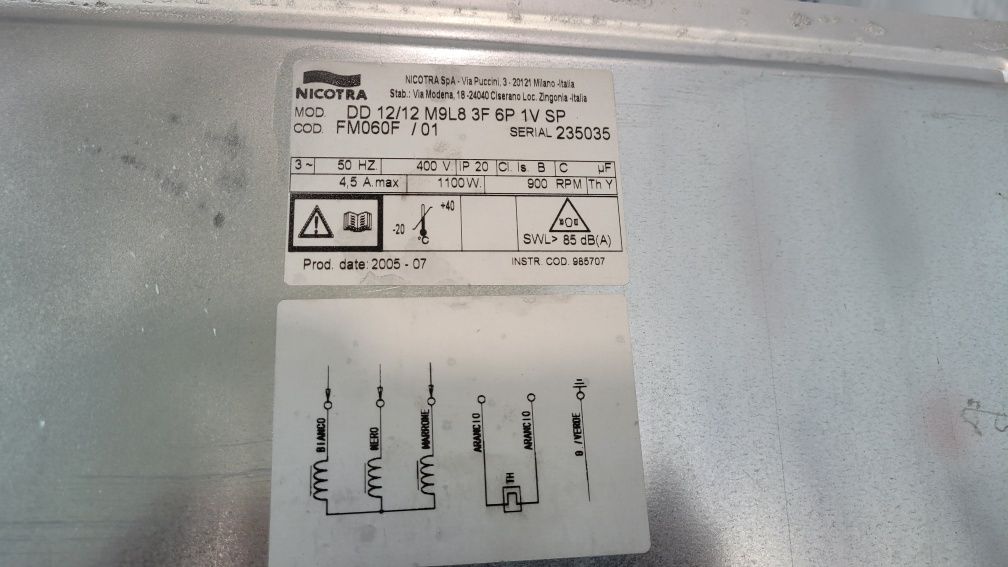 NICOTRA
NICOTRA SpA - Via Puccini, 3 - 20121 Milano -Italia
Stab.: Via Modena, 18 -24040 Ciserano Loc. Zingonia -Italia
MOD. DD 12/12 M9L8 3F 6P 1V SP
COD. FM060F / 01 SERIAL 235035
3~ 50 HZ. 400 V. IP 20 Cl. Is. B C µF
4,5 A.max 1100W. 900 RPM Th Y
-20 +40 °C
SWL> 85 dB(A)
Prod. date: 2005 - 07 INSTR. COD. 985707
BIANCO NERO MARRONE ARANCIO ARANCIO G./VERDE
TH